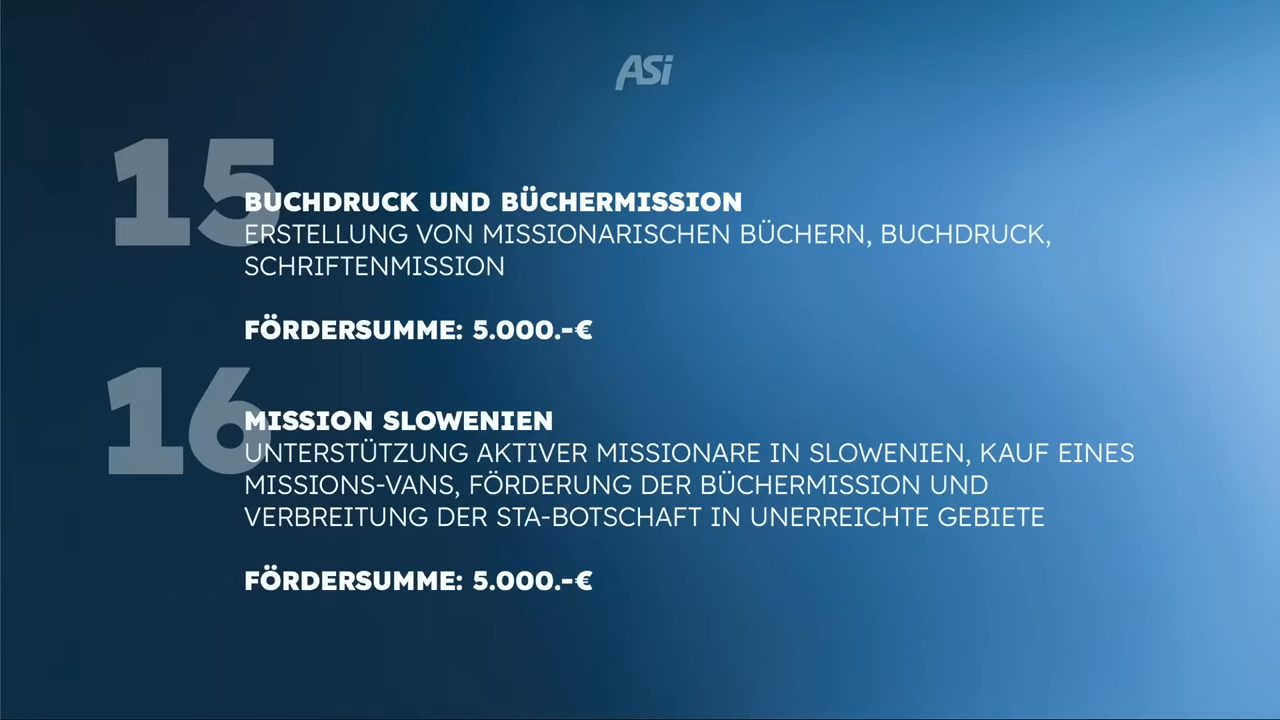 ASi
15
BUCHDRUCK UND BÜCHERMISSION
ERSTELLUNG VON MISSIONARISCHEN BÜCHERN, BUCHDRUCK,
SCHRIFTENMISSION
FÖRDERSUMME: 5.000.-€
16
MISSION SLOWENIEN
UNTERSTÜTZUNG AKTIVER MISSIONARE IN SLOWENIEN, KAUF EINES
MISSIONS-VANS, FÖRDERUNG DER BÜCHERMISSION UND
VERBREITUNG DER STA-BOTSCHAFT IN UNERREICHTE GEBIETE
FÖRDERSUMME: 5.000.-€